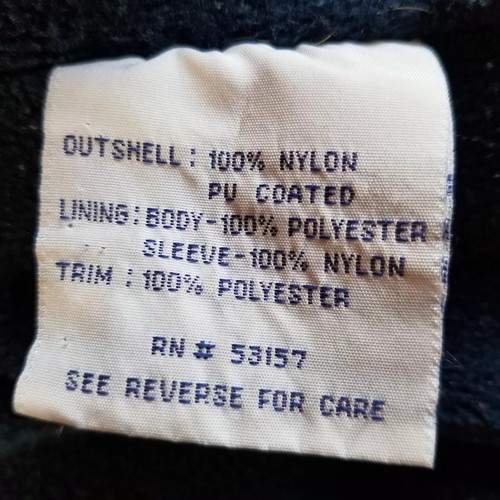 OUTSHELL: 100% NYLON
PU COATED
LINING: BODY-100% POLYESTER
SLEEVE-100% NYLON
TRIM : 100% POLYESTER
RN # 53157
SEE REVERSE FOR CARE